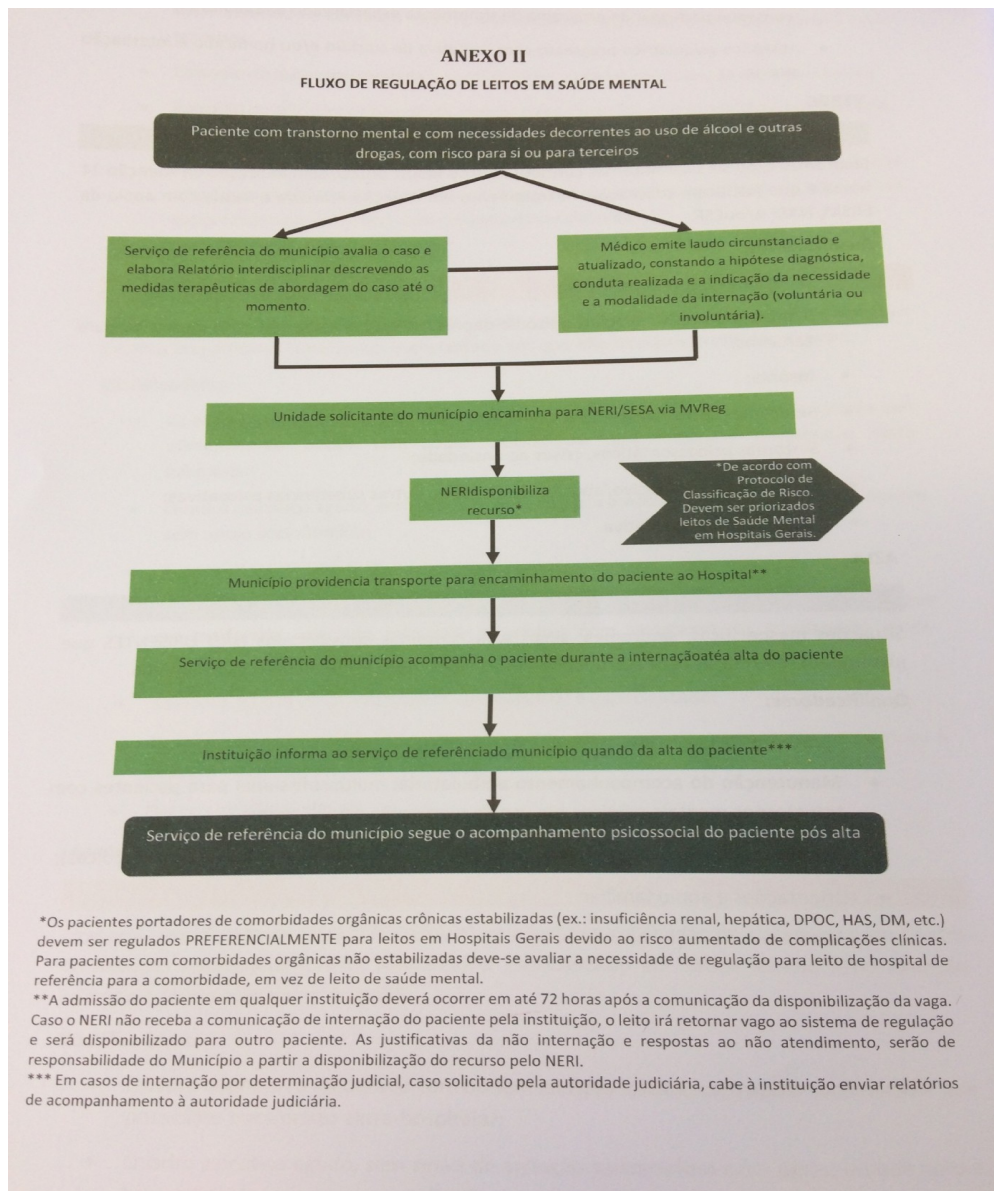 ANEXO II
FLUXO DE REGULAÇÃO DE LEITOS EM SAÚDE MENTAL
Paciente com transtorno mental e com necessidades decorrentes ao uso de álcool e outras
drogas, com risco para si ou para terceiros
Serviço de referência do município avalia o caso e
elabora Relatório interdisciplinar descrevendo as
medidas terapêuticas de abordagem do caso até o
momento.
Médico emite laudo circunstanciado e
atualizado, constando a hipótese diagnóstica,
conduta realizada e a indicação da necessidade
e a modalidade da internação (voluntária ou
involuntária).
Unidade solicitante do município encaminha para NERI/SESA via MVReg
NERIdisponibiliza
recurso*
*De acordo com
Protocolo de
Classificação de Risco.
Devem ser priorizados
leitos de Saúde Mental
em Hospitais Gerais.
Município providencia transporte para encaminhamento do paciente ao Hospital**
Serviço de referência do município acompanha o paciente durante a internaçãoatéa alta do paciente
Instituição informa ao serviço de referênciado município quando da alta do paciente***
Serviço de referência do município segue o acompanhamento psicossocial do paciente pós alta
*Os pacientes portadores de comorbidades orgânicas crônicas estabilizadas (ex.: insuficiência renal, hepática, DPOC, HAS, DM, etc.)
devem ser regulados PREFERENCIALMENTE para leitos em Hospitais Gerais devido ao risco aumentado de complicações clínicas.
Para pacientes com comorbidades orgânicas não estabilizadas deve-se avaliar a necessidade de regulação para leito de hospital de
referência para a comorbidade, em vez de leito de saúde mental.
**A admissão do paciente em qualquer instituição deverá ocorrer em até 72 horas após a comunicação da disponibilização da vaga.
Caso o NERI não receba a comunicação de internação do paciente pela instituição, o leito irá retornar vago ao sistema de regulação
e será disponibilizado para outro paciente. As justificativas da não internação e respostas ao não atendimento, serão de
responsabilidade do Município a partir a disponibilização do recurso pelo NERI.
*** Em casos de internação por determinação judicial, caso solicitado pela autoridade judiciária, cabe à instituição enviar relatórios
de acompanhamento à autoridade judiciária.